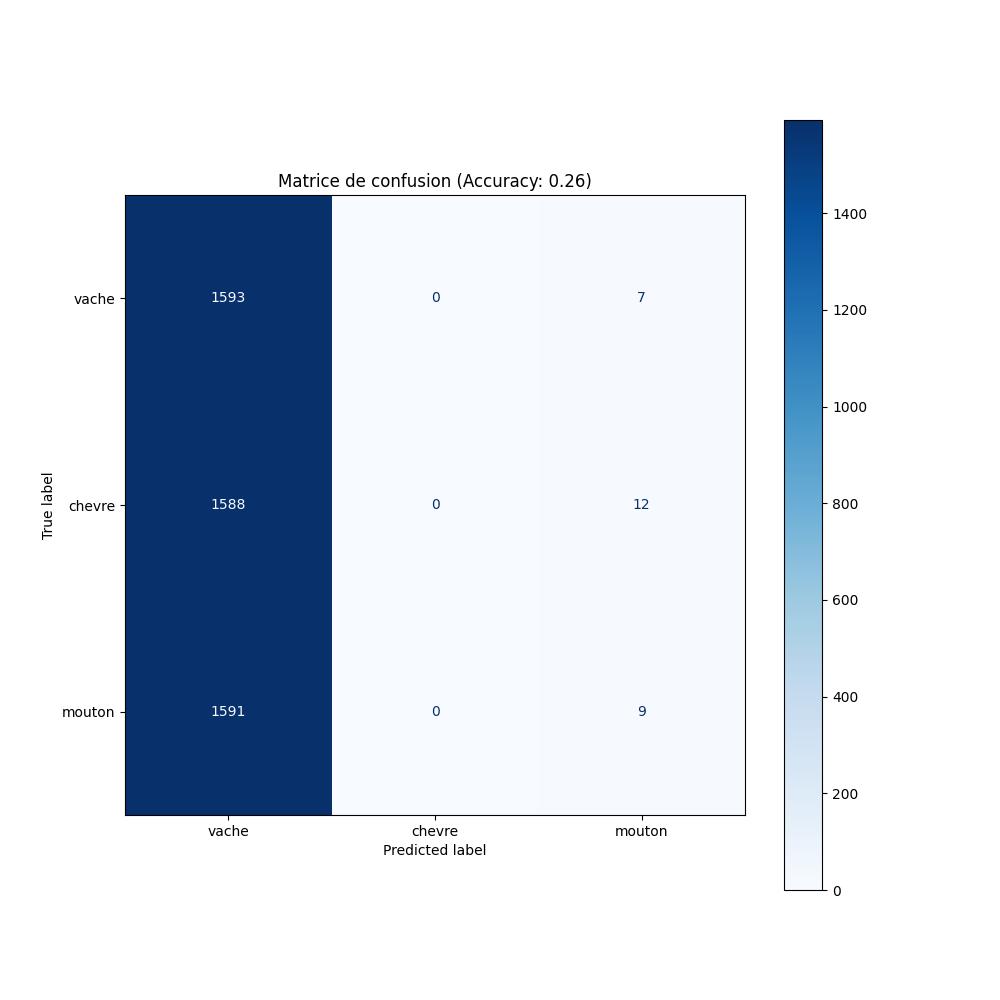 Matrice de confusion (Accuracy: 0.26)
True label
vache
1593
0
7
chevre
1588
0
12
mouton
1591
0
9
vache
chevre
mouton
Predicted label
1400
1200
1000
800
600
400
200
0